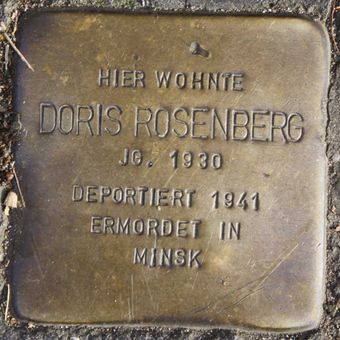 HIER WOHNTE
DORIS ROSENBERG
JG. 1930
DEPORTIERT 1941
ERMORDET IN
MINSK